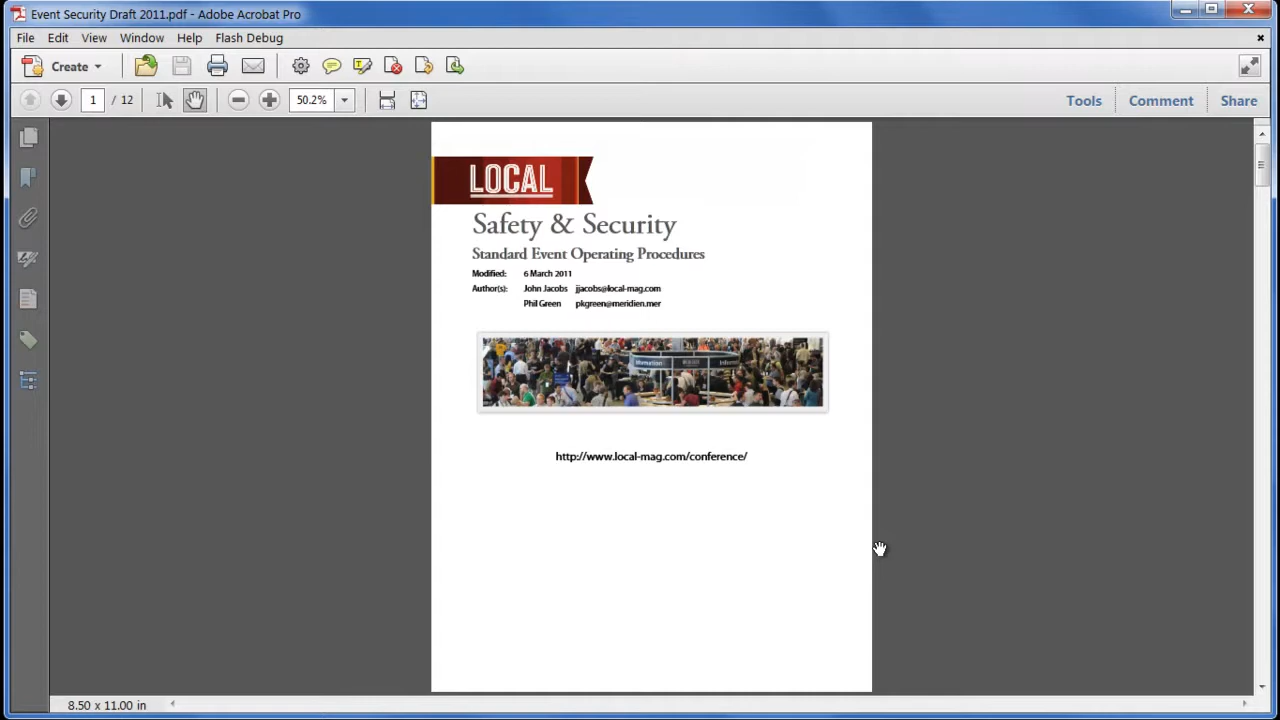 Event Security Draft 2011.pdf - Adobe Acrobat Pro
File Edit View Window Help Flash Debug
Create
1 / 12 50.2% Tools Comment Share
LOCAL
Safety & Security
Standard Event Operating Procedures
Modified: 6 March 2011
Author(s): John Jacobs jjacobs@local-mag.com
Phil Green pkgreen@meridien.mer
http://www.local-mag.com/conference/
8.50 x 11.00 in